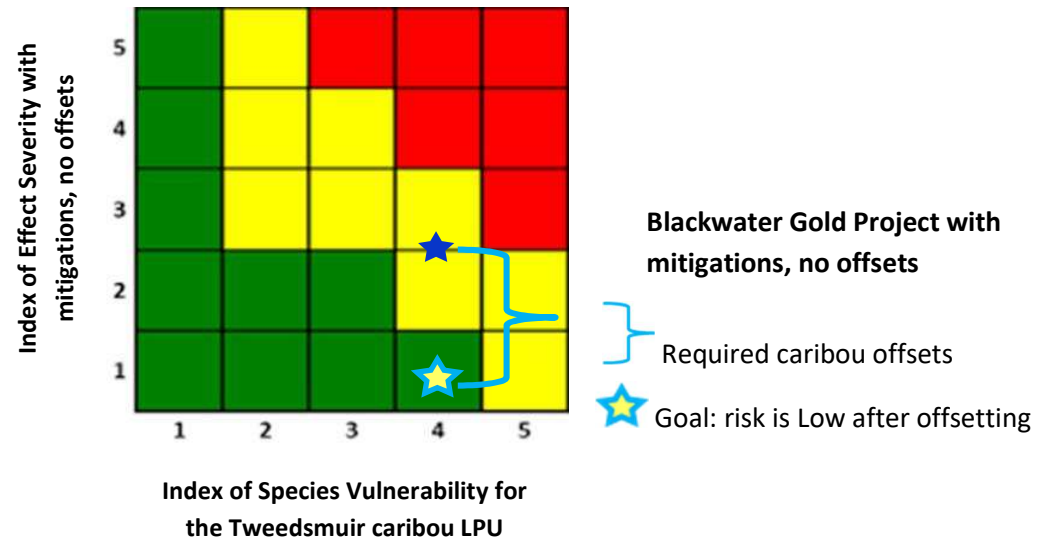 Index of Effect Severity with
mitigations, no offsets
5
4
3
2
1
1 2 3 4 5
Index of Species Vulnerability for
the Tweedsmuir caribou LPU
Blackwater Gold Project with
mitigations, no offsets
Required caribou offsets
Goal: risk is Low after offsetting